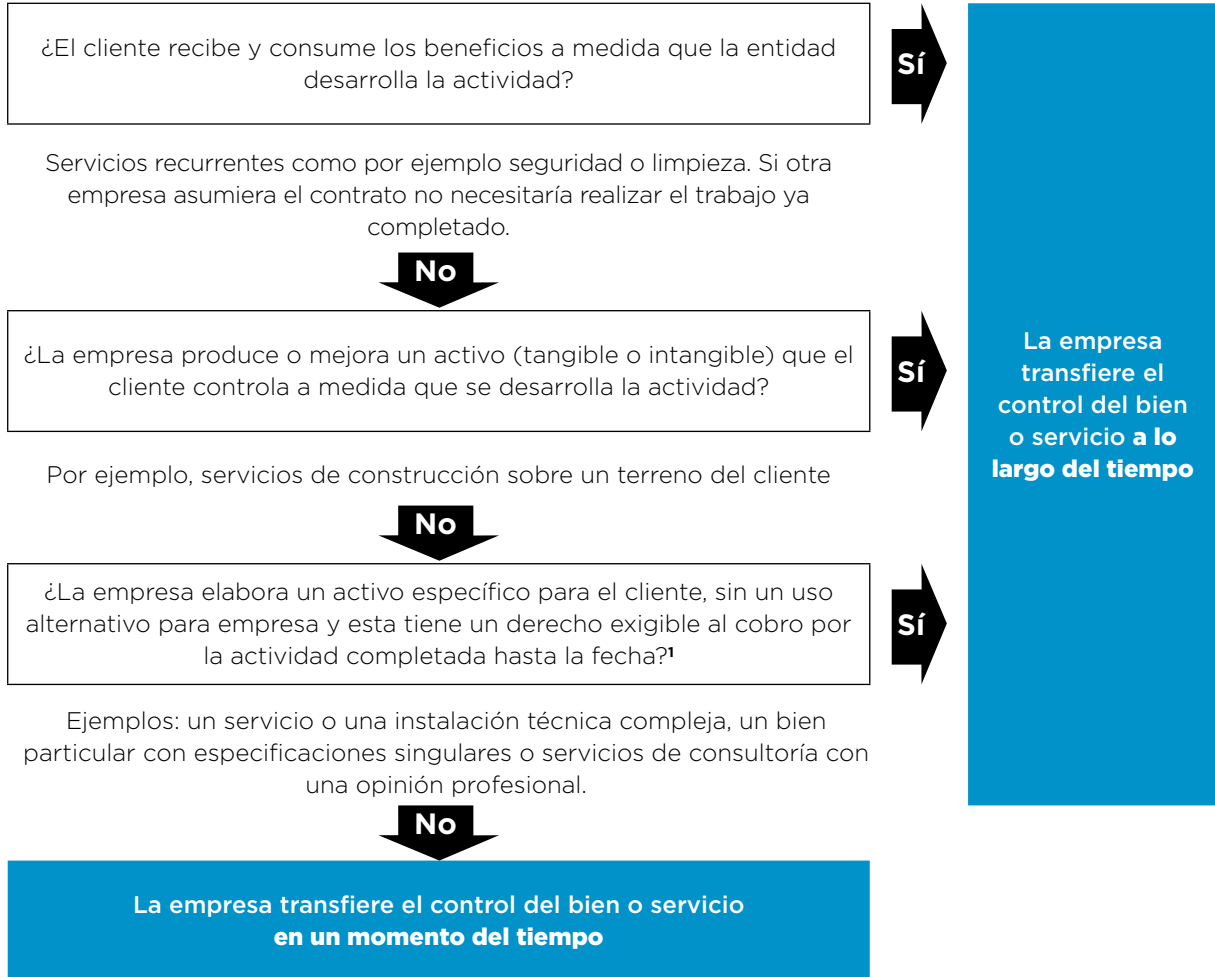 ¿El cliente recibe y consume los beneficios a medida que la entidad
desarrolla la actividad?
Sí
Servicios recurrentes como por ejemplo seguridad o limpieza. Si otra
empresa asumiera el contrato no necesitaría realizar el trabajo ya
completado.
No
¿La empresa produce o mejora un activo (tangible o intangible) que el
cliente controla a medida que se desarrolla la actividad?
Sí
Por ejemplo, servicios de construcción sobre un terreno del cliente
No
¿La empresa elabora un activo específico para el cliente, sin un uso
alternativo para empresa y esta tiene un derecho exigible al cobro por
la actividad completada hasta la fecha?¹
Sí
Ejemplos: un servicio o una instalación técnica compleja, un bien
particular con especificaciones singulares o servicios de consultoría con
una opinión profesional.
No
La empresa
transfiere el
control del bien
o servicio a lo
largo del tiempo
La empresa transfiere el control del bien o servicio
en un momento del tiempo